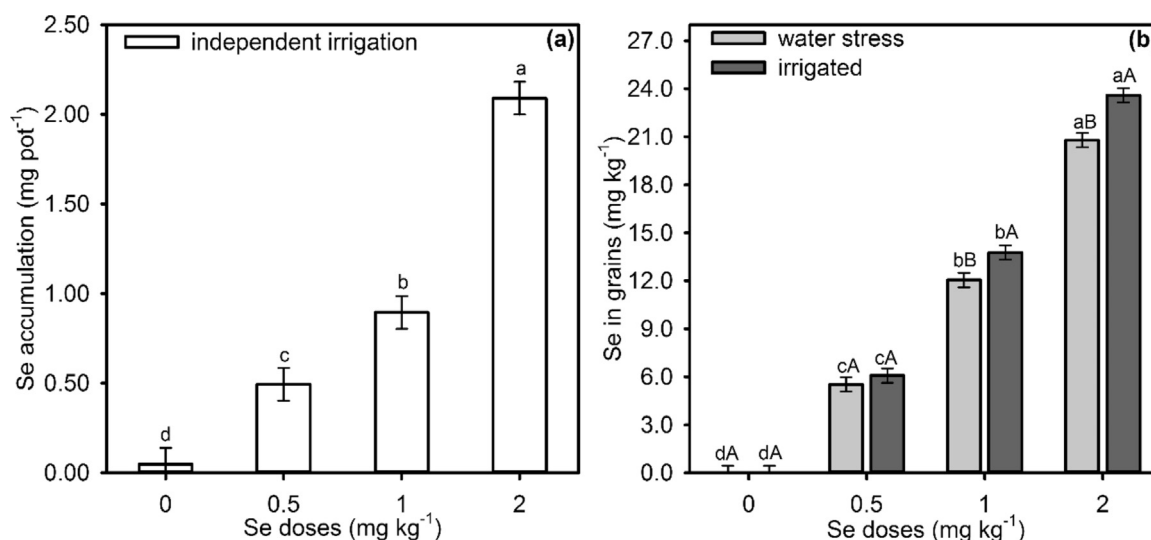 independent irrigation
(a)
Se accumulation (mg pot⁻¹)
2.50
2.00
1.50
1.00
0.50
0.00
d
c
b
a
0
0.5
1
2
Se doses (mg kg⁻¹)
water stress
irrigated
(b)
Se in grains (mg kg⁻¹)
27.0
24.0
21.0
18.0
15.0
12.0
9.0
6.0
3.0
0.0
dA
dA
cA
cA
bB
bA
aB
aA
0
0.5
1
2
Se doses (mg kg⁻¹)